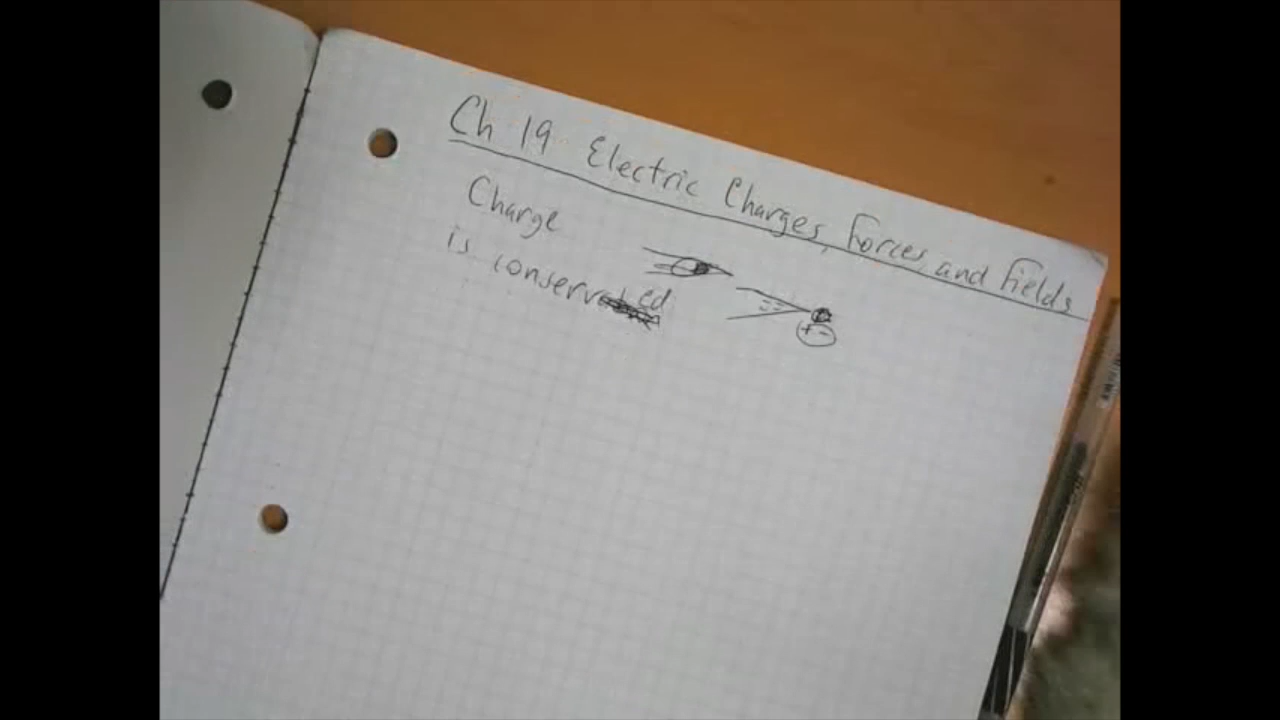 Ch 19 Electric Charges, Forces, and Fields
Charge
is conserved
+ -